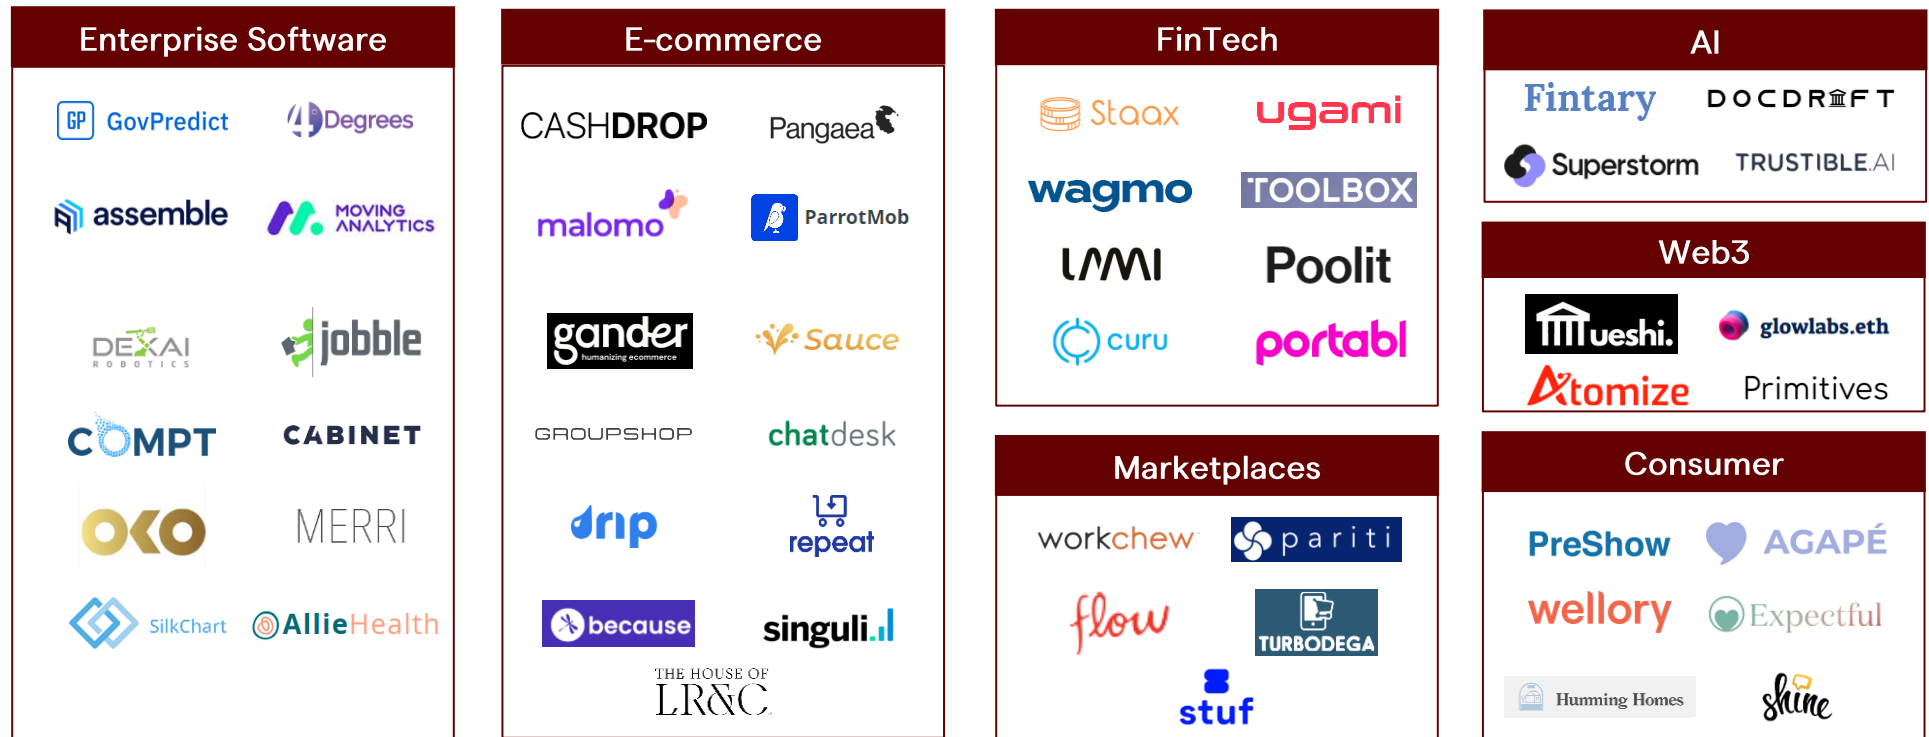 Enterprise Software
GP GovPredict
4Degrees
assemble
MOVING
ANALYTICS
DEXAI
ROBOTICS
jobble
COMPT
CABINET
OKO
MERRI
SilkChart
AllieHealth
E-commerce
CASHDROP
Pangaea
malomo
ParrotMob
gander
humanizing ecommerce
Sauce
GROUPSHOP
chatdesk
drip
repeat
because
singuli
THE HOUSE OF
LR&C
FinTech
Staax
ugami
wagmo
TOOLBOX
LAMI
Poolit
curu
portabl
Marketplaces
workchew
pariti
flow
TURBODEGA
stuf
AI
Fintary
DOCDRAFT
Superstorm
TRUSTIBLE.AI
Web3
mueshi.
glowlabs.eth
Atomize
Primitives
Consumer
PreShow
AGAPÉ
wellory
Expectful
Humming Homes
shine